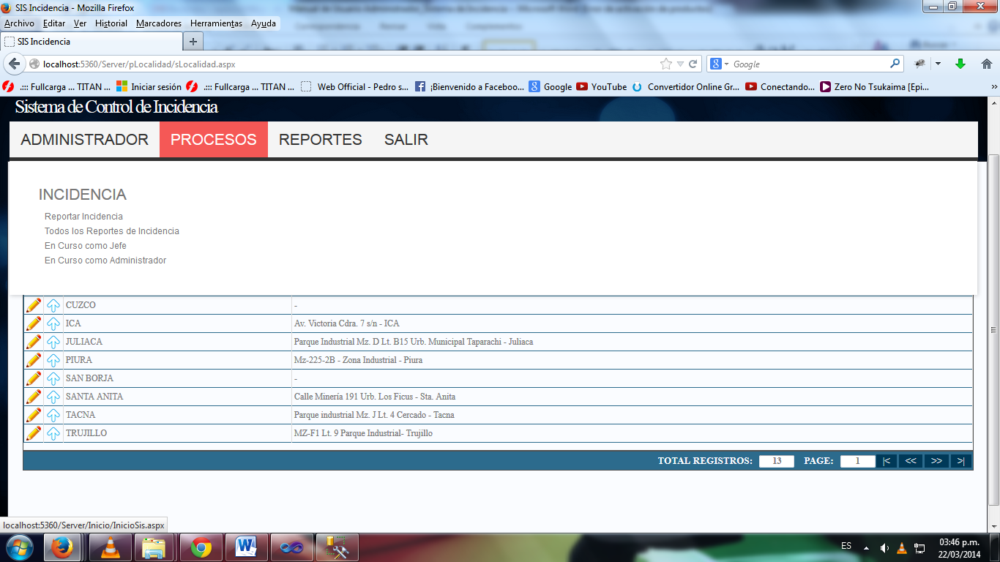 SIS Incidencia - Mozilla Firefox
Archivo Editar Ver Historial Marcadores Herramientas Ayuda
SIS Incidencia
localhost:5360/Server/pLocalidad/sLocalidad.aspx
Google
.::: Fullcarga ... TITAN ... Iniciar sesión .::: Fullcarga ... TITAN ... Web Official - Pedro s... ¡Bienvenido a Faceboo... Google YouTube Convertidor Online Gr... Conectando... Zero No Tsukaima [Epi...
Sistema de Control de Incidencia
ADMINISTRADOR PROCESOS REPORTES SALIR
INCIDENCIA
Reportar Incidencia
Todos los Reportes de Incidencia
En Curso como Jefe
En Curso como Administrador
CUZCO -
ICA Av. Victoria Cdra. 7 s/n - ICA
JULIACA Parque Industrial Mz. D Lt. B15 Urb. Municipal Taparachi - Juliaca
PIURA Mz-225-2B - Zona Industrial - Piura
SAN BORJA -
SANTA ANITA Calle Minería 191 Urb. Los Ficus - Sta. Anita
TACNA Parque industrial Mz. J Lt. 4 Cercado - Tacna
TRUJILLO MZ-F1 Lt. 9 Parque Industrial- Trujillo
TOTAL REGISTROS: 13 PAGE: 1 |< << >> >|
localhost:5360/Server/Inicio/InicioSis.aspx
ES 03:46 p.m.
22/03/2014